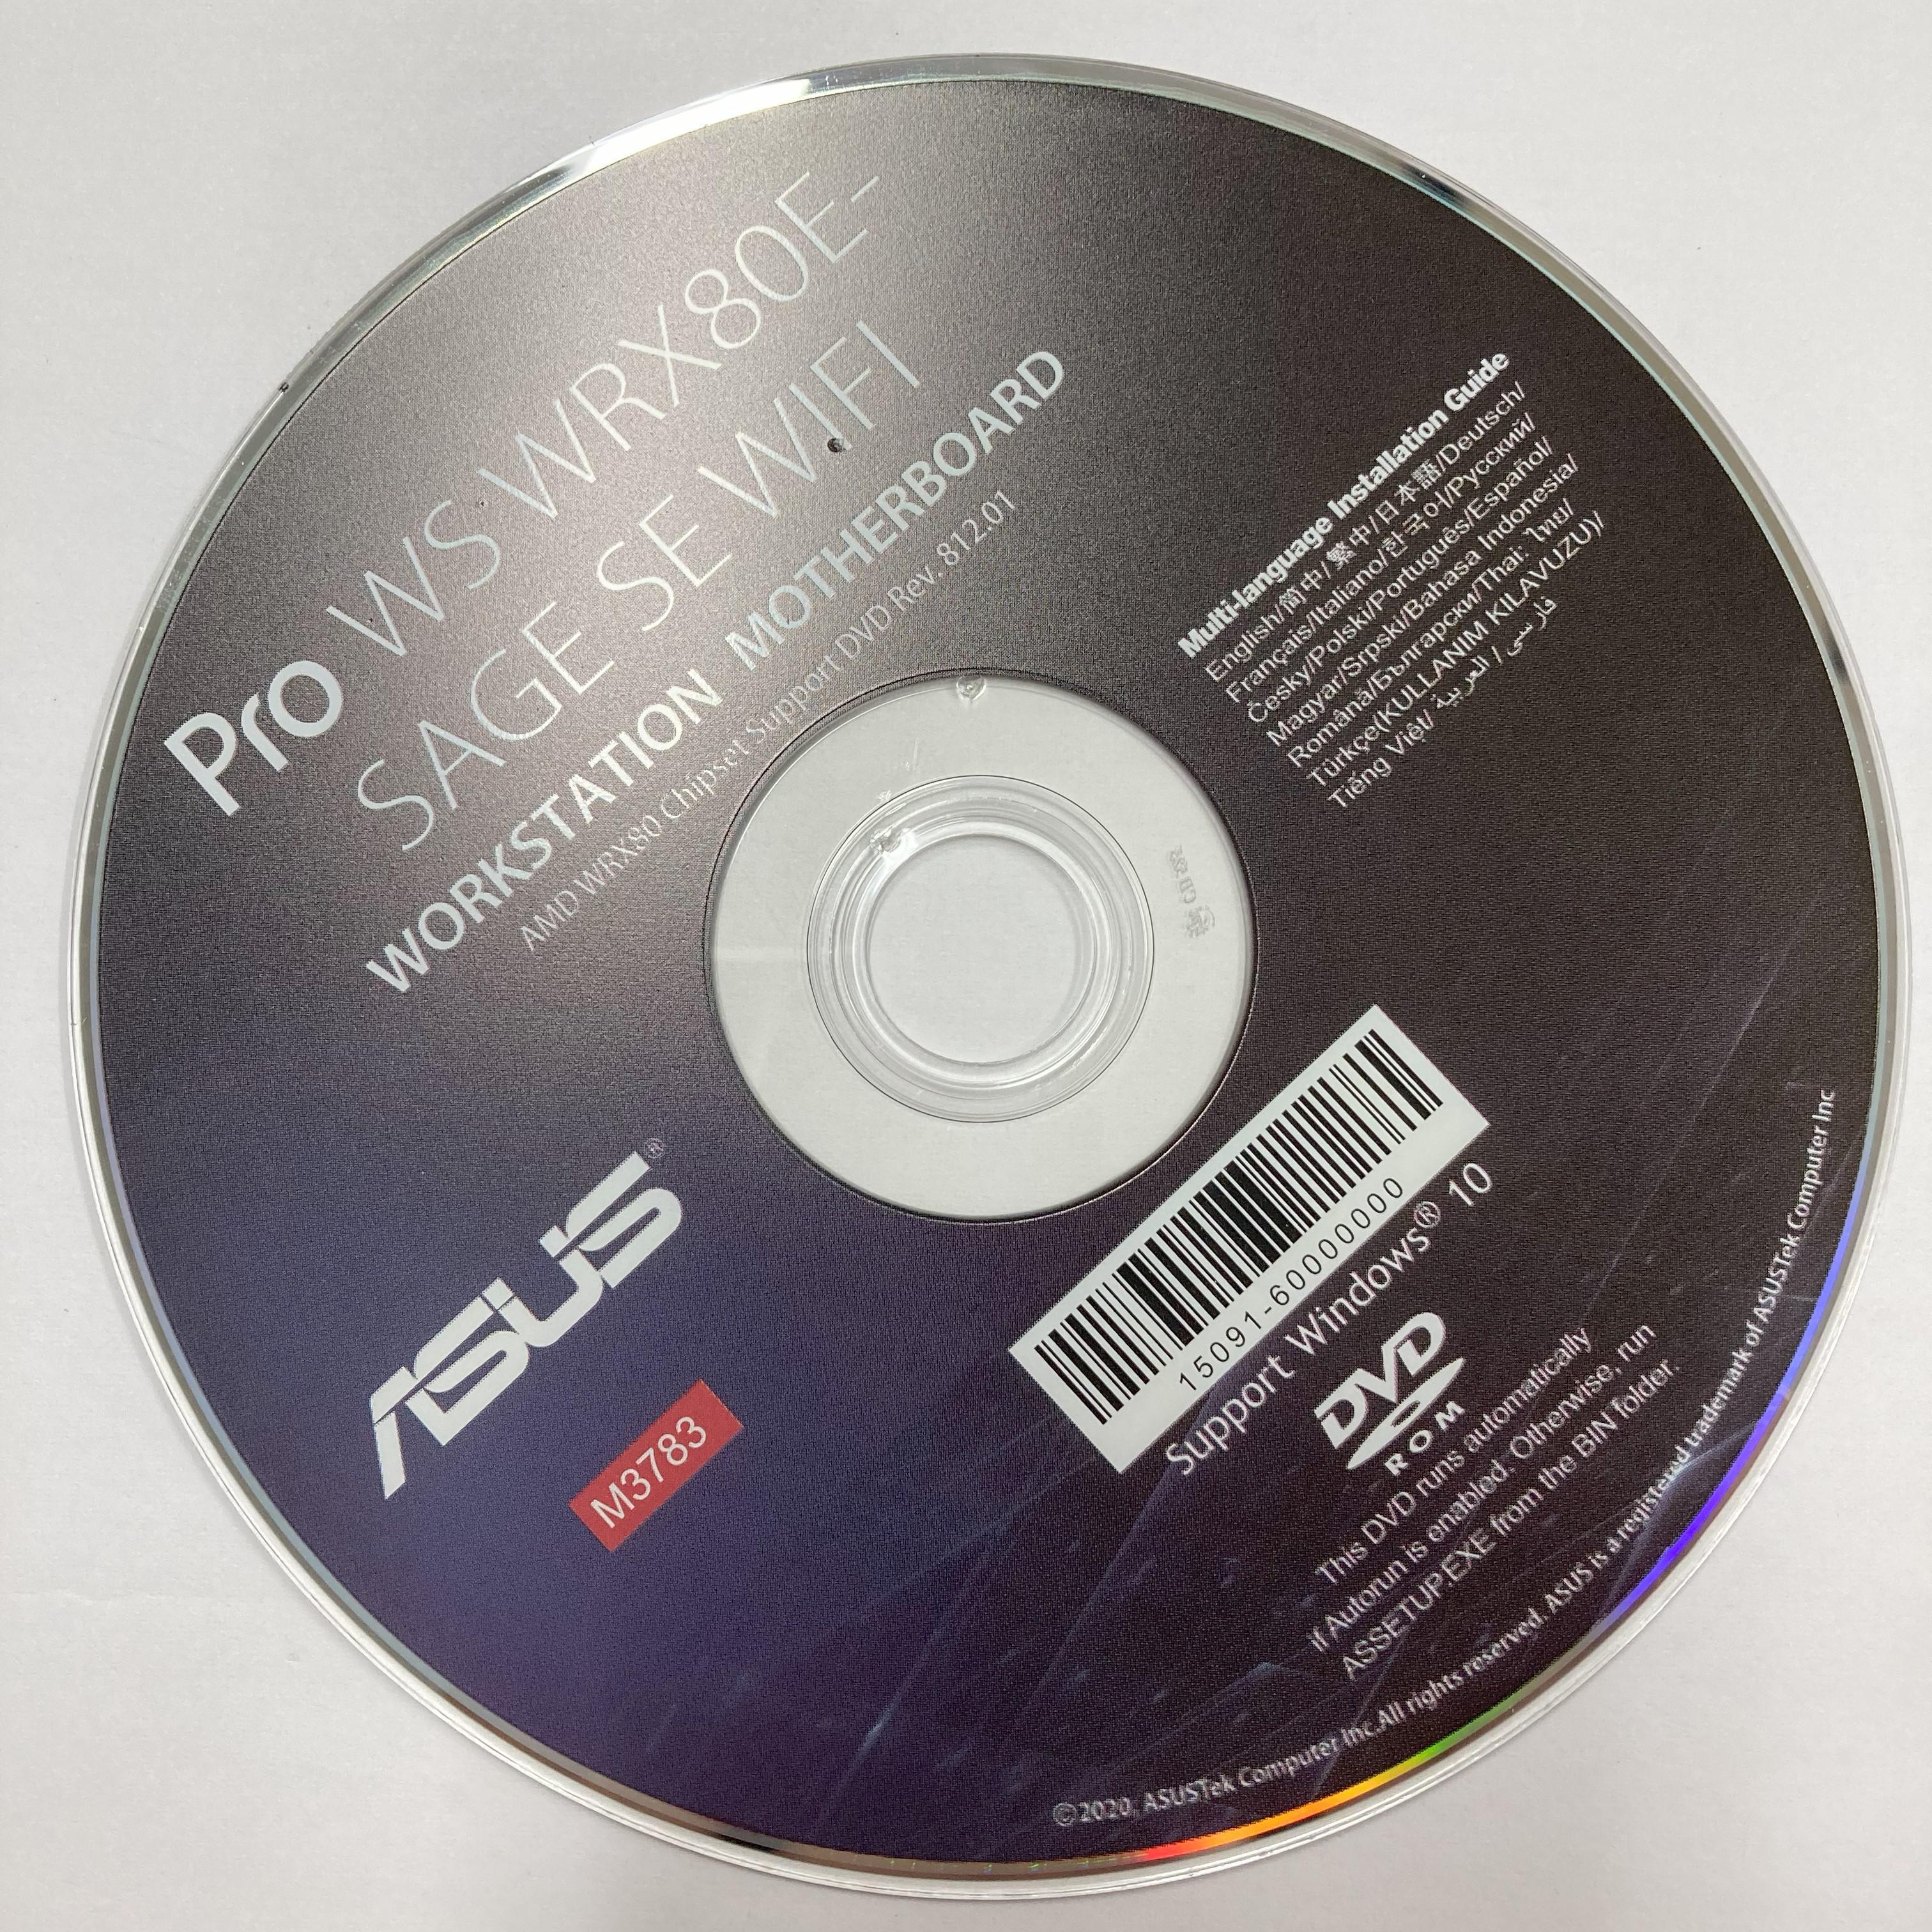 Pro WS WRX80E-
SAGE SE WIFI
WORKSTATION MOTHERBOARD
AMD WRX80 Chipset Support DVD Rev. 812.01
Multi-language Installation Guide
English/简中/ 繁中/日本語/Deutsch/
Français/Italiano/한국어/Русский/
Česky/Polski/Português/Español/
Magyar/Srpski/Bahasa Indonesia/
Română/Български/Thai: ไทย/
Türkçe(KULLANIM KILAVUZU)/
Tiếng Việt/ العربية / فارسی
ASUS®
M3783
15091-60000000
Support Windows® 10
DVD
ROM
This DVD runs automatically
if Autorun is enabled. Otherwise, run
ASSETUP.EXE from the BIN folder.
©2020, ASUSTek Computer Inc.All rights reserved. ASUS is a registered trademark of ASUSTek Computer Inc